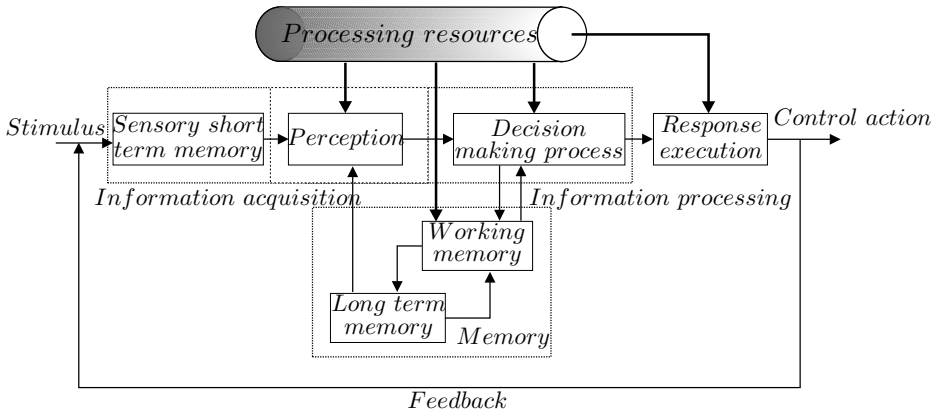 Processing resources
Stimulus
Sensory short
term memory
Perception
Decision
making process
Response
execution
Control action
Information acquisition
Information processing
Working
memory
Long term
memory
Memory
Feedback